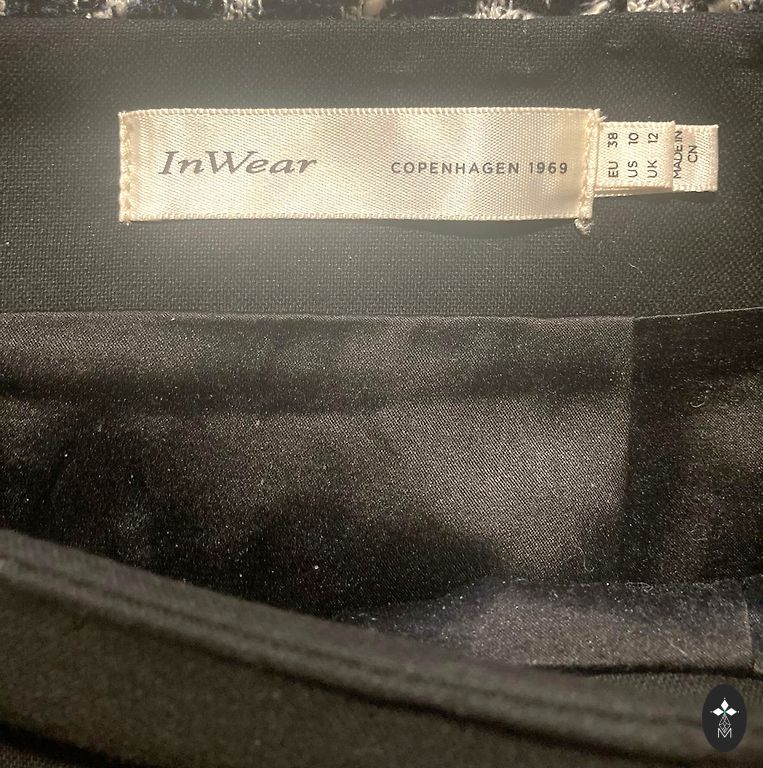 InWear
COPENHAGEN 1969
EU 38
US 10
UK 12
MADE IN
CN
M